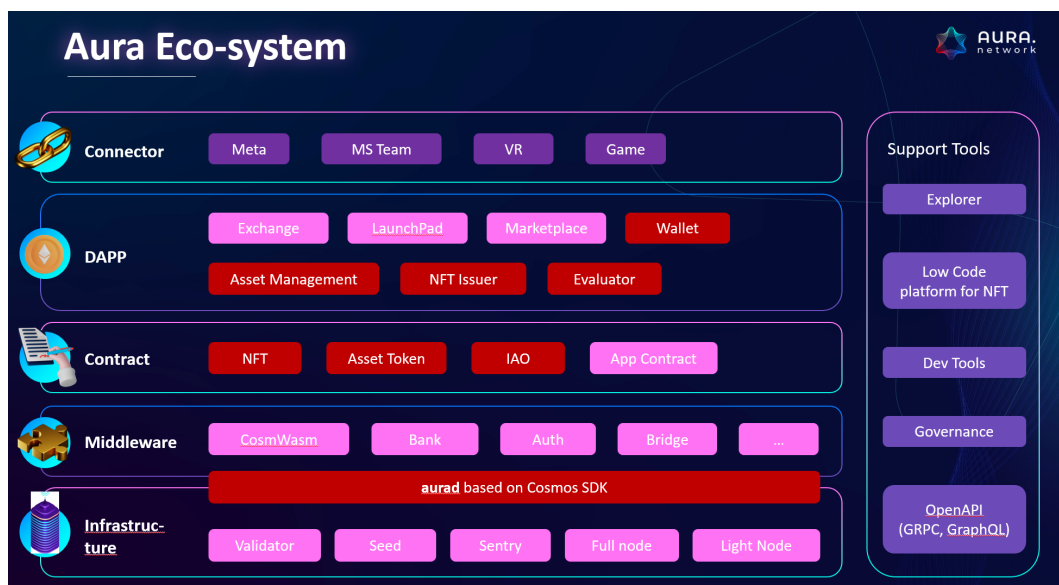 Aura Eco-system
AURA.
network
Connector
Meta
MS Team
VR
Game
DAPP
Exchange
LaunchPad
Marketplace
Wallet
Asset Management
NFT Issuer
Evaluator
Contract
NFT
Asset Token
IAO
App Contract
Middleware
CosmWasm
Bank
Auth
Bridge
...
aurad based on Cosmos SDK
Infrastruc-
ture
Validator
Seed
Sentry
Full node
Light Node
Support Tools
Explorer
Low Code
platform for NFT
Dev Tools
Governance
OpenAPI
(GRPC, GraphQL)